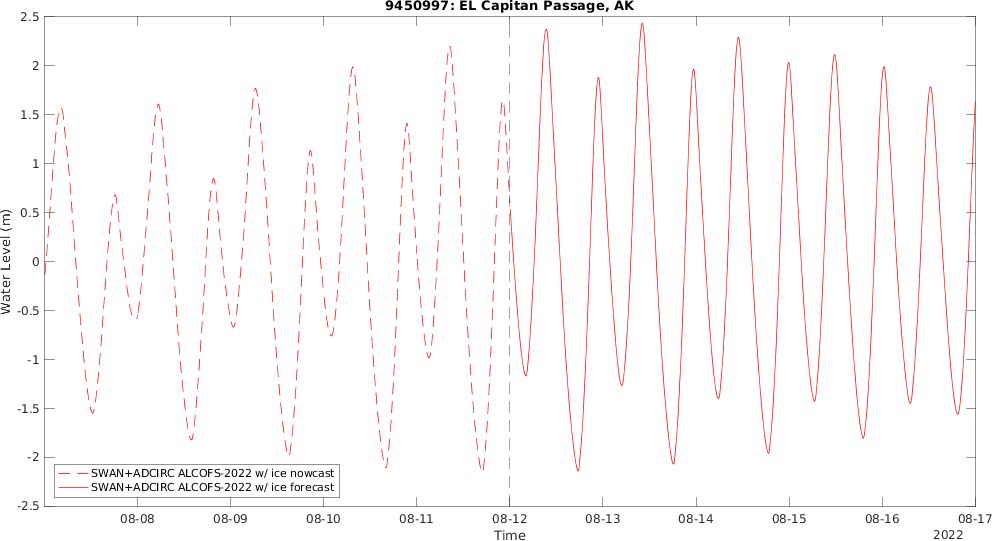 9450997: EL Capitan Passage, AK
2.5
2
1.5
1
0.5
0
-0.5
-1
-1.5
-2
-2.5
Water Level (m)
SWAN+ADCIRC ALCOFS-2022 w/ ice nowcast
SWAN+ADCIRC ALCOFS-2022 w/ ice forecast
08-08 08-09 08-10 08-11 08-12 08-13 08-14 08-15 08-16 08-17
Time
2022